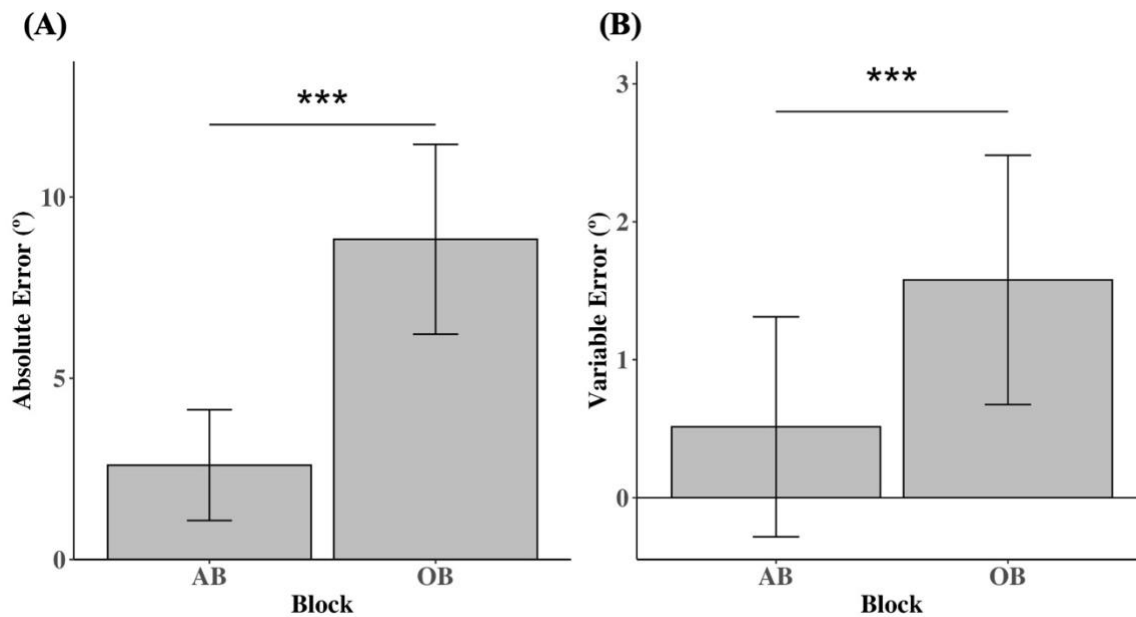 (A)
***
Absolute Error (º)
10
5
0
AB
OB
Block
(B)
***
Variable Error (º)
3
2
1
0
AB
OB
Block